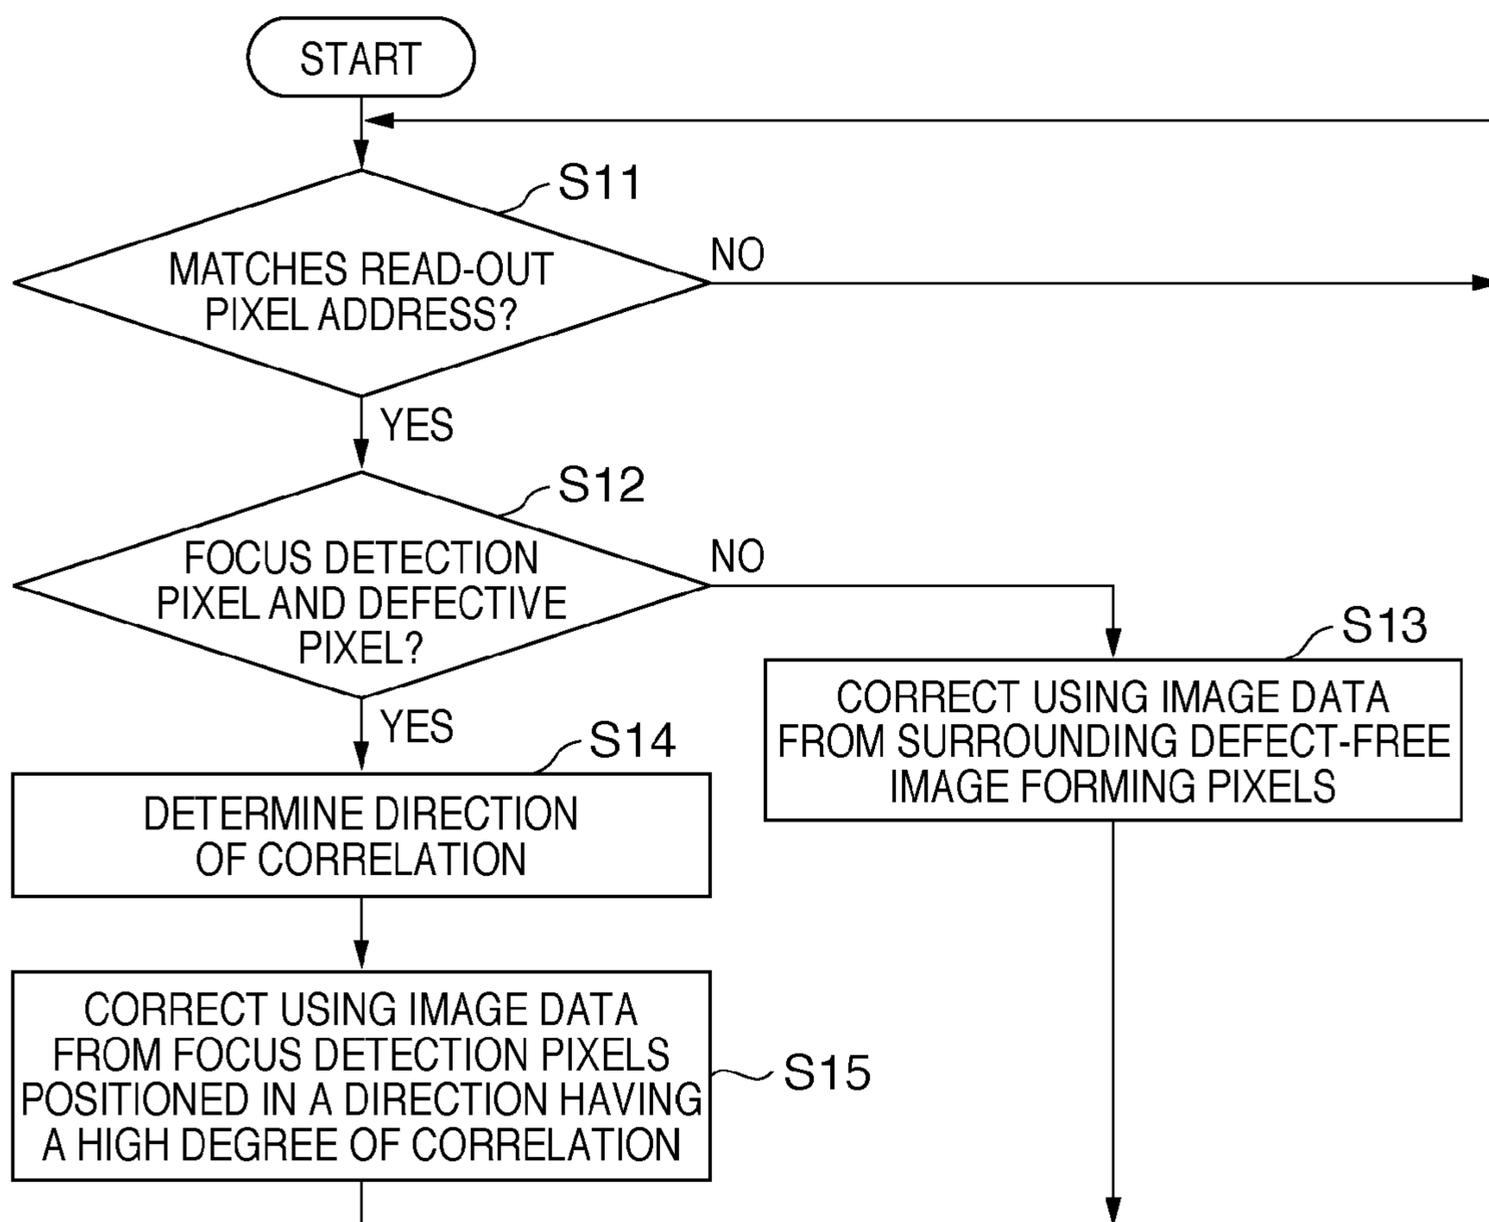 START
S11
MATCHES READ-OUT
PIXEL ADDRESS?
NO
YES
S12
FOCUS DETECTION
PIXEL AND DEFECTIVE
PIXEL?
NO
YES
S13
CORRECT USING IMAGE DATA
FROM SURROUNDING DEFECT-FREE
IMAGE FORMING PIXELS
S14
DETERMINE DIRECTION
OF CORRELATION
CORRECT USING IMAGE DATA
FROM FOCUS DETECTION PIXELS
POSITIONED IN A DIRECTION HAVING
A HIGH DEGREE OF CORRELATION
S15